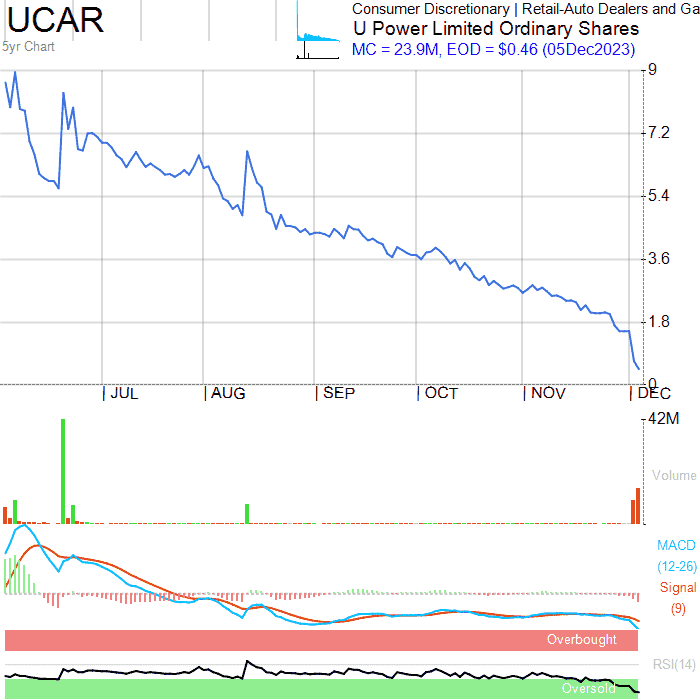 UCAR
5yr Chart
Consumer Discretionary | Retail-Auto Dealers and Ga
U Power Limited Ordinary Shares
MC = 23.9M, EOD = $0.46 (05Dec2023)
9
7.2
5.4
3.6
1.8
0
JUL AUG SEP OCT NOV DEC
42M
Volume
MACD
(12-26)
Signal
(9)
Overbought
RSI(14)
Oversold